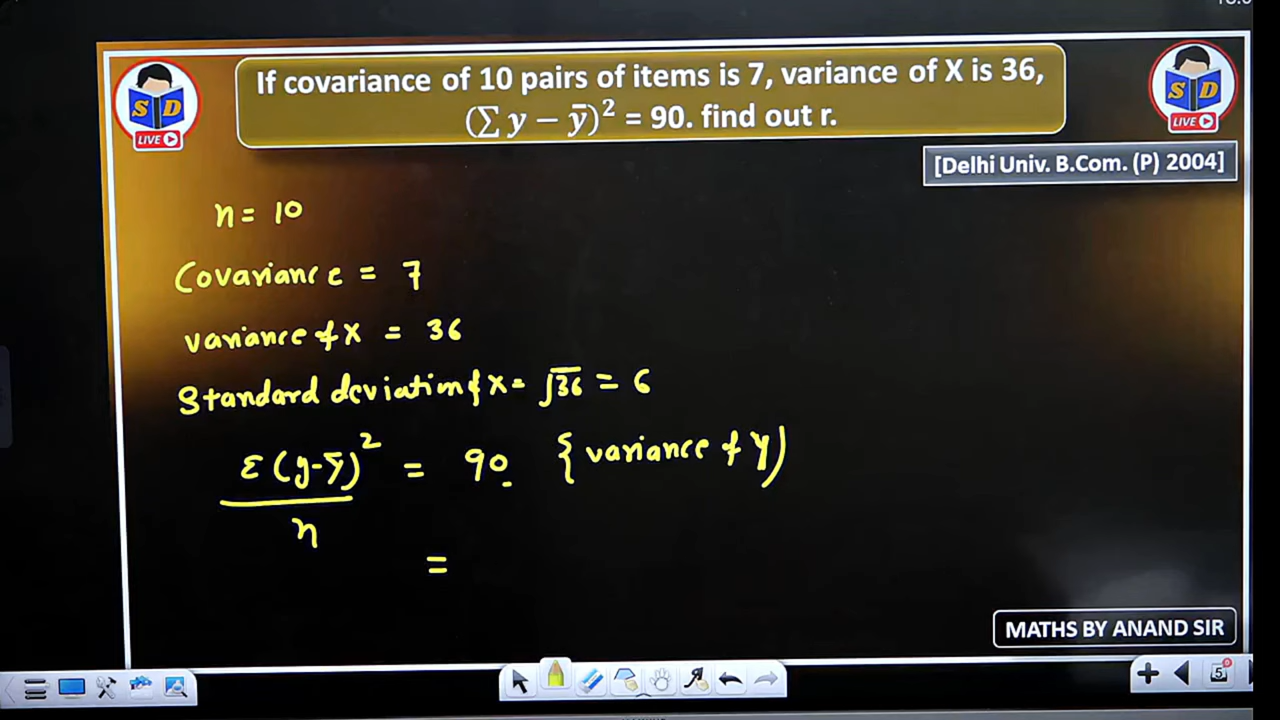 If covariance of 10 pairs of items is 7, variance of X is 36,
(∑ y − ȳ)² = 90. find out r.
S D
LIVE
S D
LIVE
[Delhi Univ. B.Com. (P) 2004]
n = 10
Covariance = 7
variance of X = 36
Standard deviation of X = √36 = 6
Σ(y-ȳ)² = 90 {variance of Y}
n
=
MATHS BY ANAND SIR
5